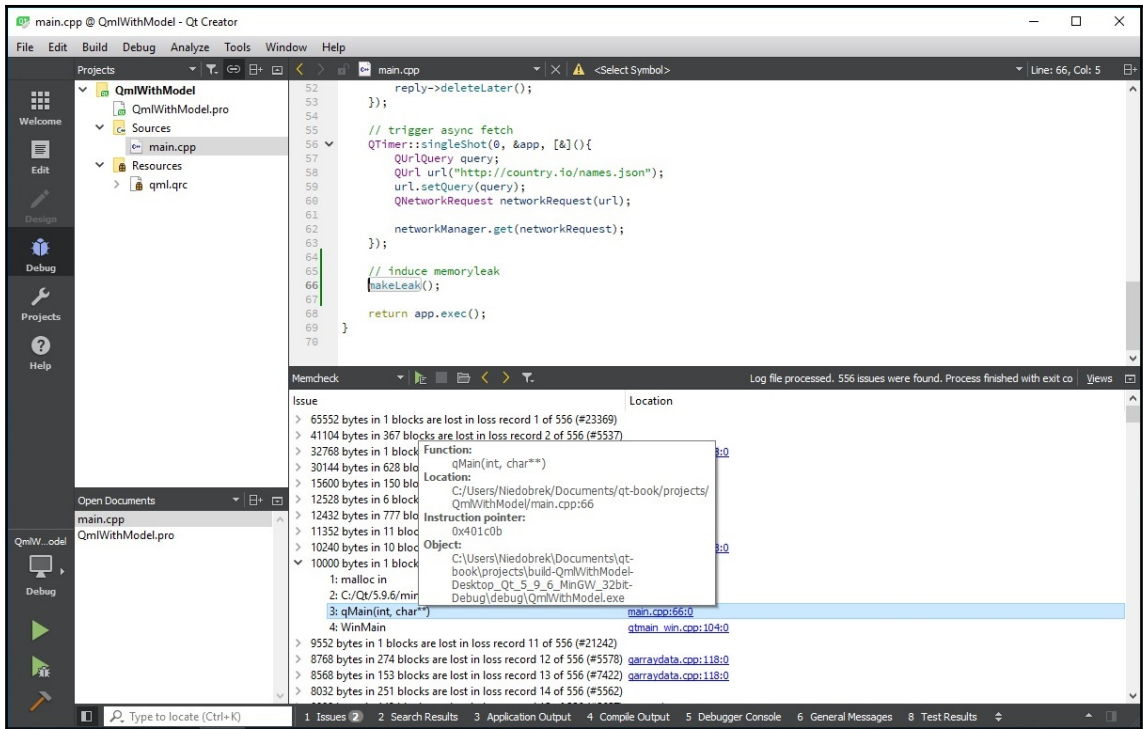 main.cpp @ QmlWithModel - Qt Creator
File Edit Build Debug Analyze Tools Window Help
Projects
main.cpp
<Select Symbol>
Line: 66, Col: 5
Welcome
Edit
Design
Debug
Projects
Help
QmlWithModel
QmlWithModel.pro
Sources
main.cpp
Resources
qml.qrc
52 reply->deleteLater();
53 });
54
55 // trigger async fetch
56 QTimer::singleShot(0, &app, [&](){
57 QUrlQuery query;
58 QUrl url("http://country.io/names.json");
59 url.setQuery(query);
60 QNetworkRequest networkRequest(url);
61
62 networkManager.get(networkRequest);
63 });
64
65 // induce memoryleak
66 makeLeak();
67
68 return app.exec();
69 }
70
Memcheck
Log file processed. 556 issues were found. Process finished with exit co
Views
Issue Location
65552 bytes in 1 blocks are lost in loss record 1 of 556 (#23369)
41104 bytes in 367 blocks are lost in loss record 2 of 556 (#5537)
32768 bytes in 1 block
30144 bytes in 628 blo
15600 bytes in 150 blo
12528 bytes in 6 block
12432 bytes in 777 blo
11352 bytes in 11 bloc
10240 bytes in 10 bloc
10000 bytes in 1 block
1: malloc in
2: C:/Qt/5.9.6/min
3: qMain(int, char**) main.cpp:66:0
4: WinMain qtmain_win.cpp:104:0
9552 bytes in 1 blocks are lost in loss record 11 of 556 (#21242)
8768 bytes in 274 blocks are lost in loss record 12 of 556 (#5578) qarraydata.cpp:118:0
8568 bytes in 153 blocks are lost in loss record 13 of 556 (#7422) qarraydata.cpp:118:0
8032 bytes in 251 blocks are lost in loss record 14 of 556 (#5562)
Function:
qMain(int, char**)
Location:
C:/Users/Niedobrek/Documents/qt-book/projects/
QmlWithModel/main.cpp:66
Instruction pointer:
0x401c0b
Object:
C:\Users\Niedobrek\Documents\qt-
book\projects\build-QmlWithModel-
Desktop_Qt_5_9_6_MinGW_32bit-
Debug\debug\QmlWithModel.exe
Open Documents
main.cpp
QmlWithModel.pro
QmlW...odel
Debug
Type to locate (Ctrl+K)
1 Issues 2 2 Search Results 3 Application Output 4 Compile Output 5 Debugger Console 6 General Messages 8 Test Results